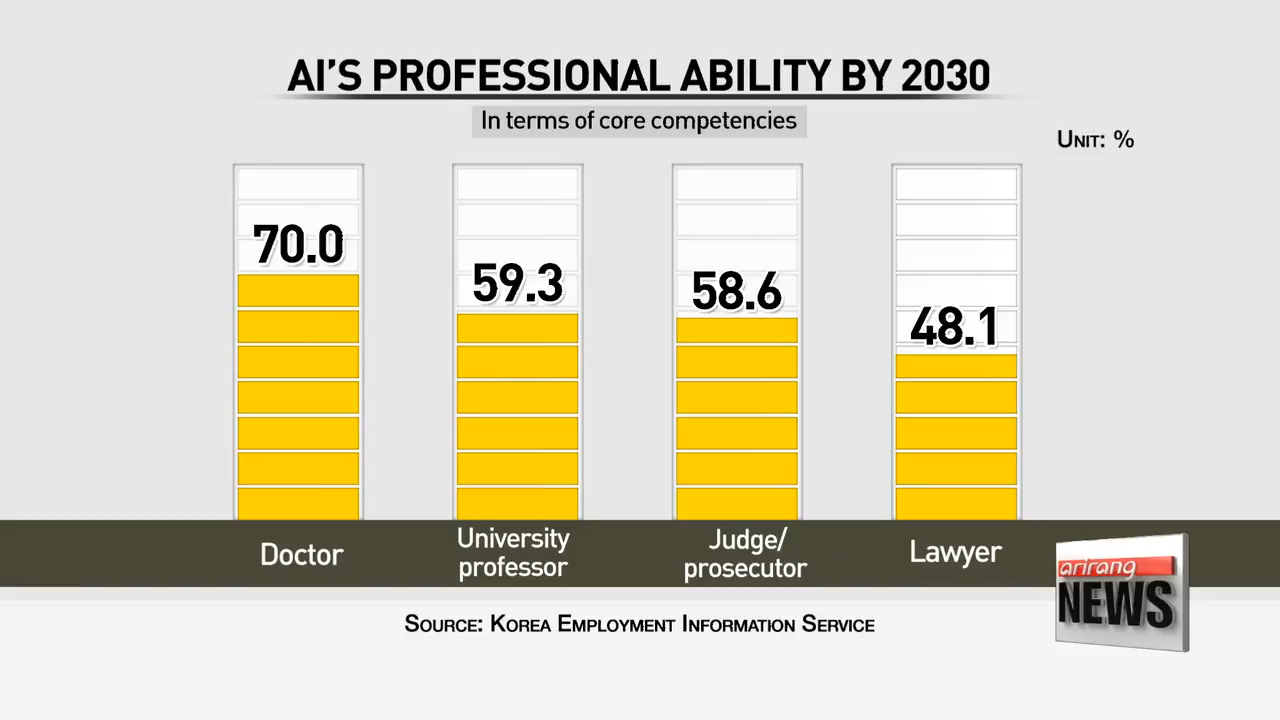 AI'S PROFESSIONAL ABILITY BY 2030
In terms of core competencies
UNIT: %
70.0
59.3
58.6
48.1
Doctor
University
professor
Judge/
prosecutor
Lawyer
arirang
NEWS
SOURCE: KOREA EMPLOYMENT INFORMATION SERVICE